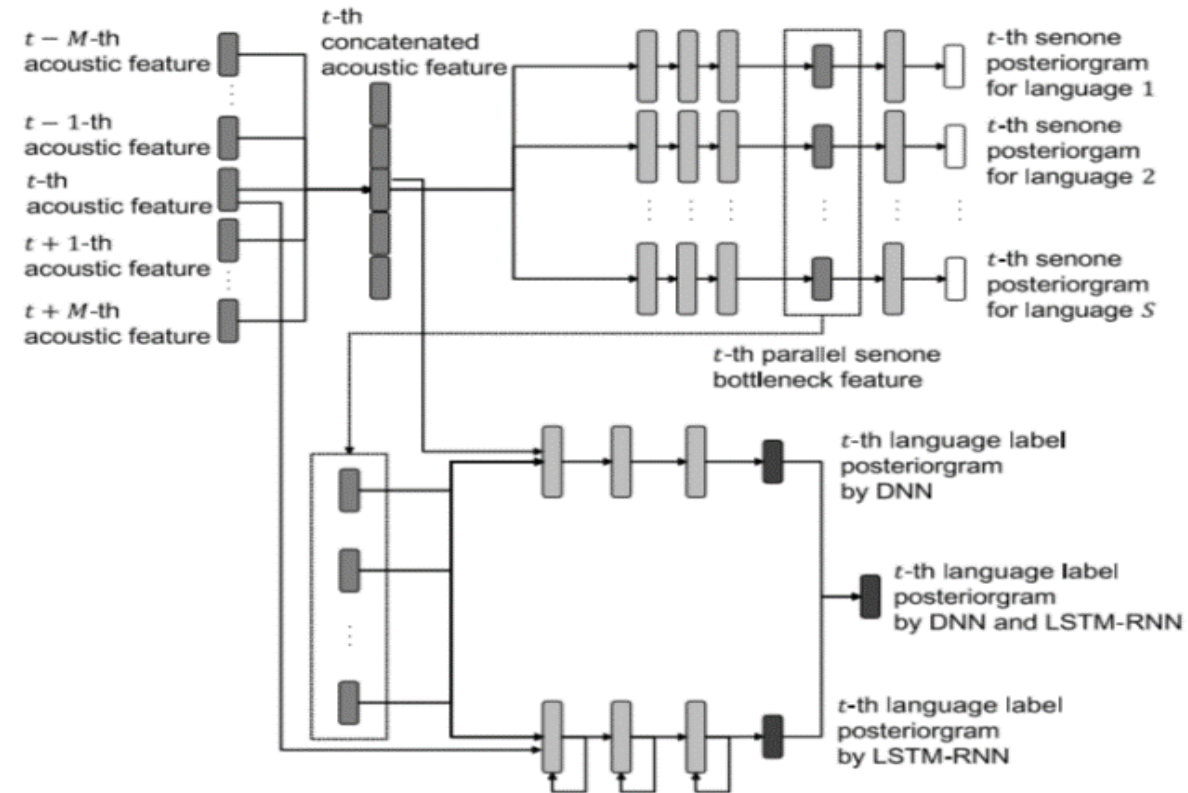 t − M-th
acoustic feature
t − 1-th
acoustic feature
t-th
acoustic feature
t + 1-th
acoustic feature
t + M-th
acoustic feature
t-th
concatenated
acoustic feature
t-th senone
posteriorgram
for language 1
t-th senone
posteriorgam
for language 2
t-th senone
posteriorgram
for language S
t-th parallel senone
bottleneck feature
t-th language label
posteriorgram
by DNN
t-th language label
posteriorgram
by DNN and LSTM-RNN
t-th language label
posteriorgram
by LSTM-RNN